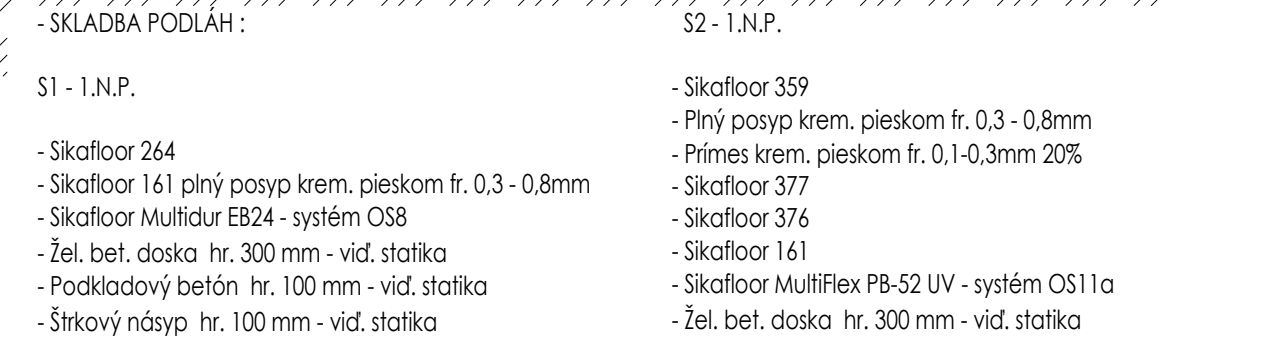 - SKLADBA PODLÁH :
S1 - 1.N.P.
- Sikafloor 264
- Sikafloor 161 plný posyp krem. pieskom fr. 0,3 - 0,8mm
- Sikafloor Multidur EB24 - systém OS8
- Žel. bet. doska hr. 300 mm - viď. statika
- Podkladový betón hr. 100 mm - viď. statika
- Štrkový násyp hr. 100 mm - viď. statika
S2 - 1.N.P.
- Sikafloor 359
- Plný posyp krem. pieskom fr. 0,3 - 0,8mm
- Prímes krem. pieskom fr. 0,1-0,3mm 20%
- Sikafloor 377
- Sikafloor 376
- Sikafloor 161
- Sikafloor MultiFlex PB-52 UV - systém OS11a
- Žel. bet. doska hr. 300 mm - viď. statika